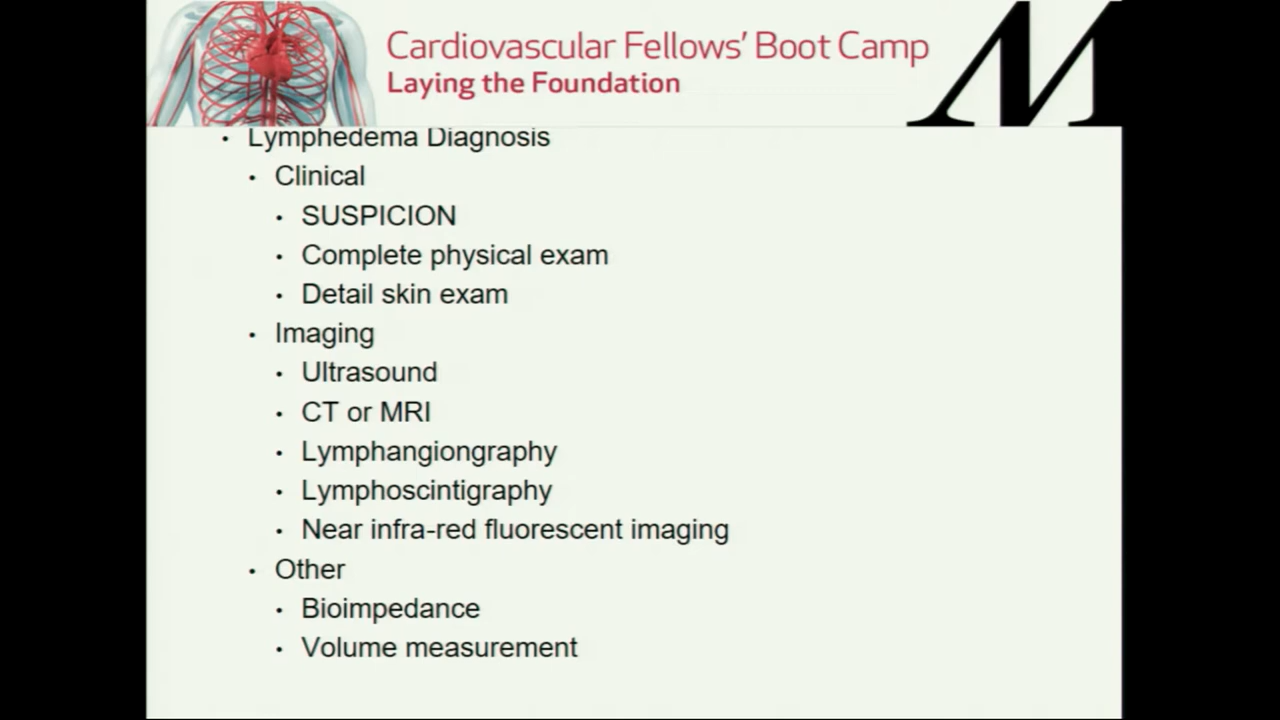 Cardiovascular Fellows' Boot Camp
Laying the Foundation
M
• Lymphedema Diagnosis
• Clinical
• SUSPICION
• Complete physical exam
• Detail skin exam
• Imaging
• Ultrasound
• CT or MRI
• Lymphangiongraphy
• Lymphoscintigraphy
• Near infra-red fluorescent imaging
• Other
• Bioimpedance
• Volume measurement